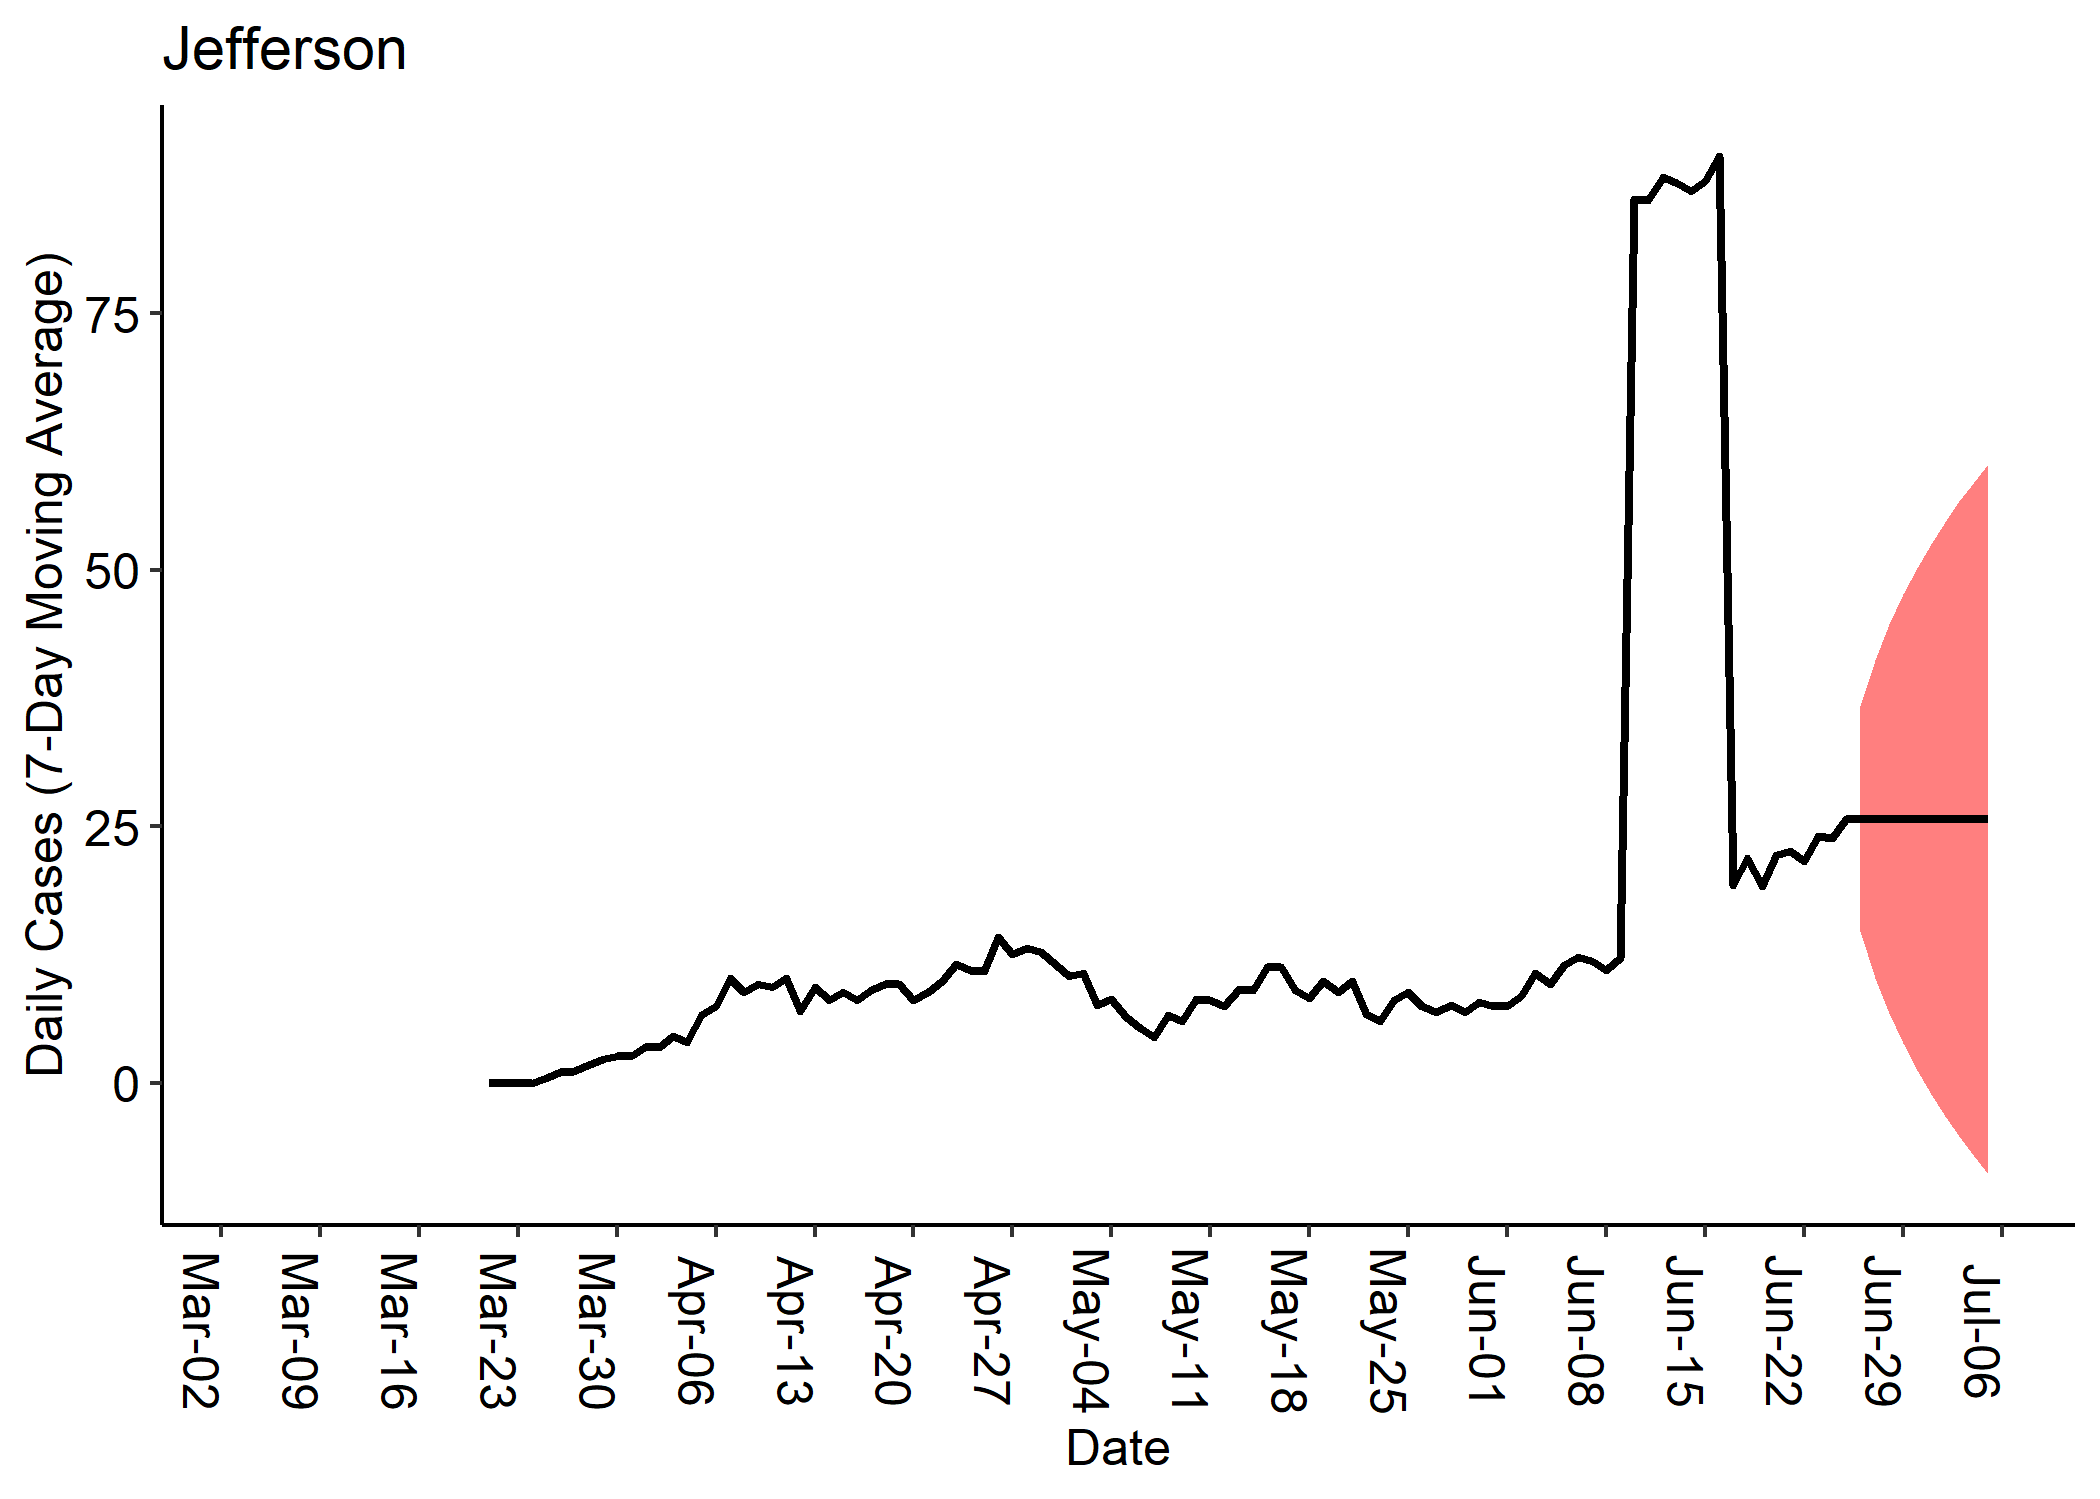 Jefferson
Daily Cases (7-Day Moving Average)
75
50
25
0
Mar-02
Mar-09
Mar-16
Mar-23
Mar-30
Apr-06
Apr-13
Apr-20
Apr-27
May-04
May-11
May-18
May-25
Jun-01
Jun-08
Jun-15
Jun-22
Jun-29
Jul-06
Date